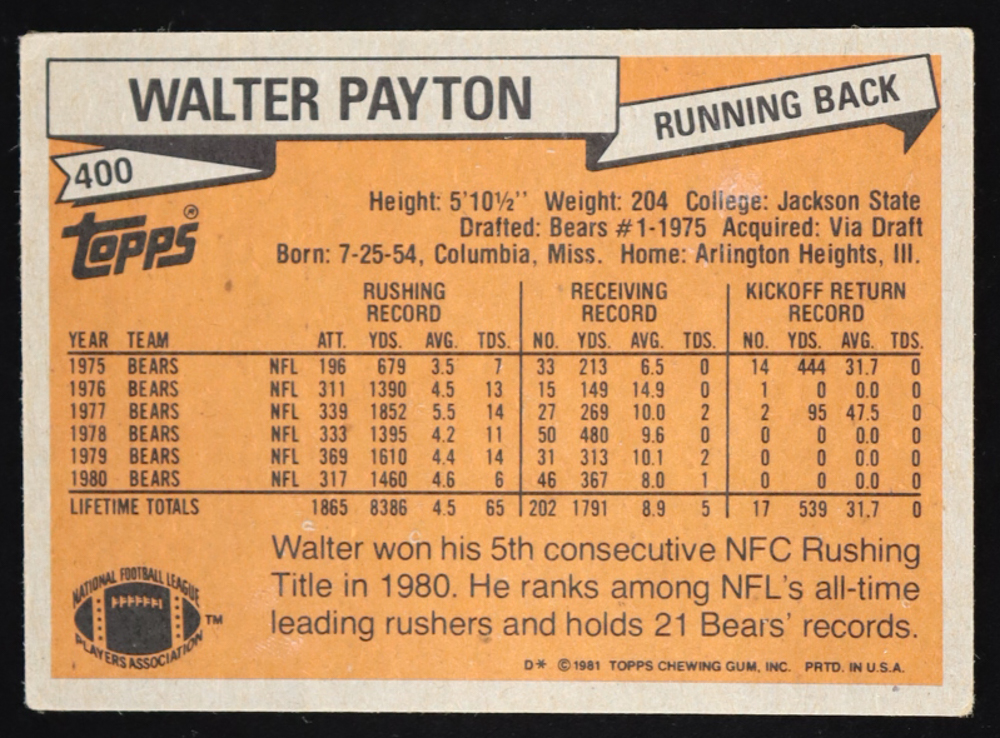 WALTER PAYTON
RUNNING BACK
400
Topps®
Height: 5'10½'' Weight: 204 College: Jackson State
Drafted: Bears #1-1975 Acquired: Via Draft
Born: 7-25-54, Columbia, Miss. Home: Arlington Heights, Ill.
RUSHING RECORD RECEIVING RECORD KICKOFF RETURN RECORD
YEAR TEAM ATT. YDS. AVG. TDS. NO. YDS. AVG. TDS. NO. YDS. AVG. TDS.
1975 BEARS NFL 196 679 3.5 7 33 213 6.5 0 14 444 31.7 0
1976 BEARS NFL 311 1390 4.5 13 15 149 14.9 0 1 0 0.0 0
1977 BEARS NFL 339 1852 5.5 14 27 269 10.0 2 2 95 47.5 0
1978 BEARS NFL 333 1395 4.2 11 50 480 9.6 0 0 0 0.0 0
1979 BEARS NFL 369 1610 4.4 14 31 313 10.1 2 0 0 0.0 0
1980 BEARS NFL 317 1460 4.6 6 46 367 8.0 1 0 0 0.0 0
LIFETIME TOTALS 1865 8386 4.5 65 202 1791 8.9 5 17 539 31.7 0
Walter won his 5th consecutive NFC Rushing
Title in 1980. He ranks among NFL's all-time
leading rushers and holds 21 Bears' records.
NATIONAL FOOTBALL LEAGUE
PLAYERS ASSOCIATION
TM
D* ©1981 TOPPS CHEWING GUM, INC. PRTD. IN U.S.A.